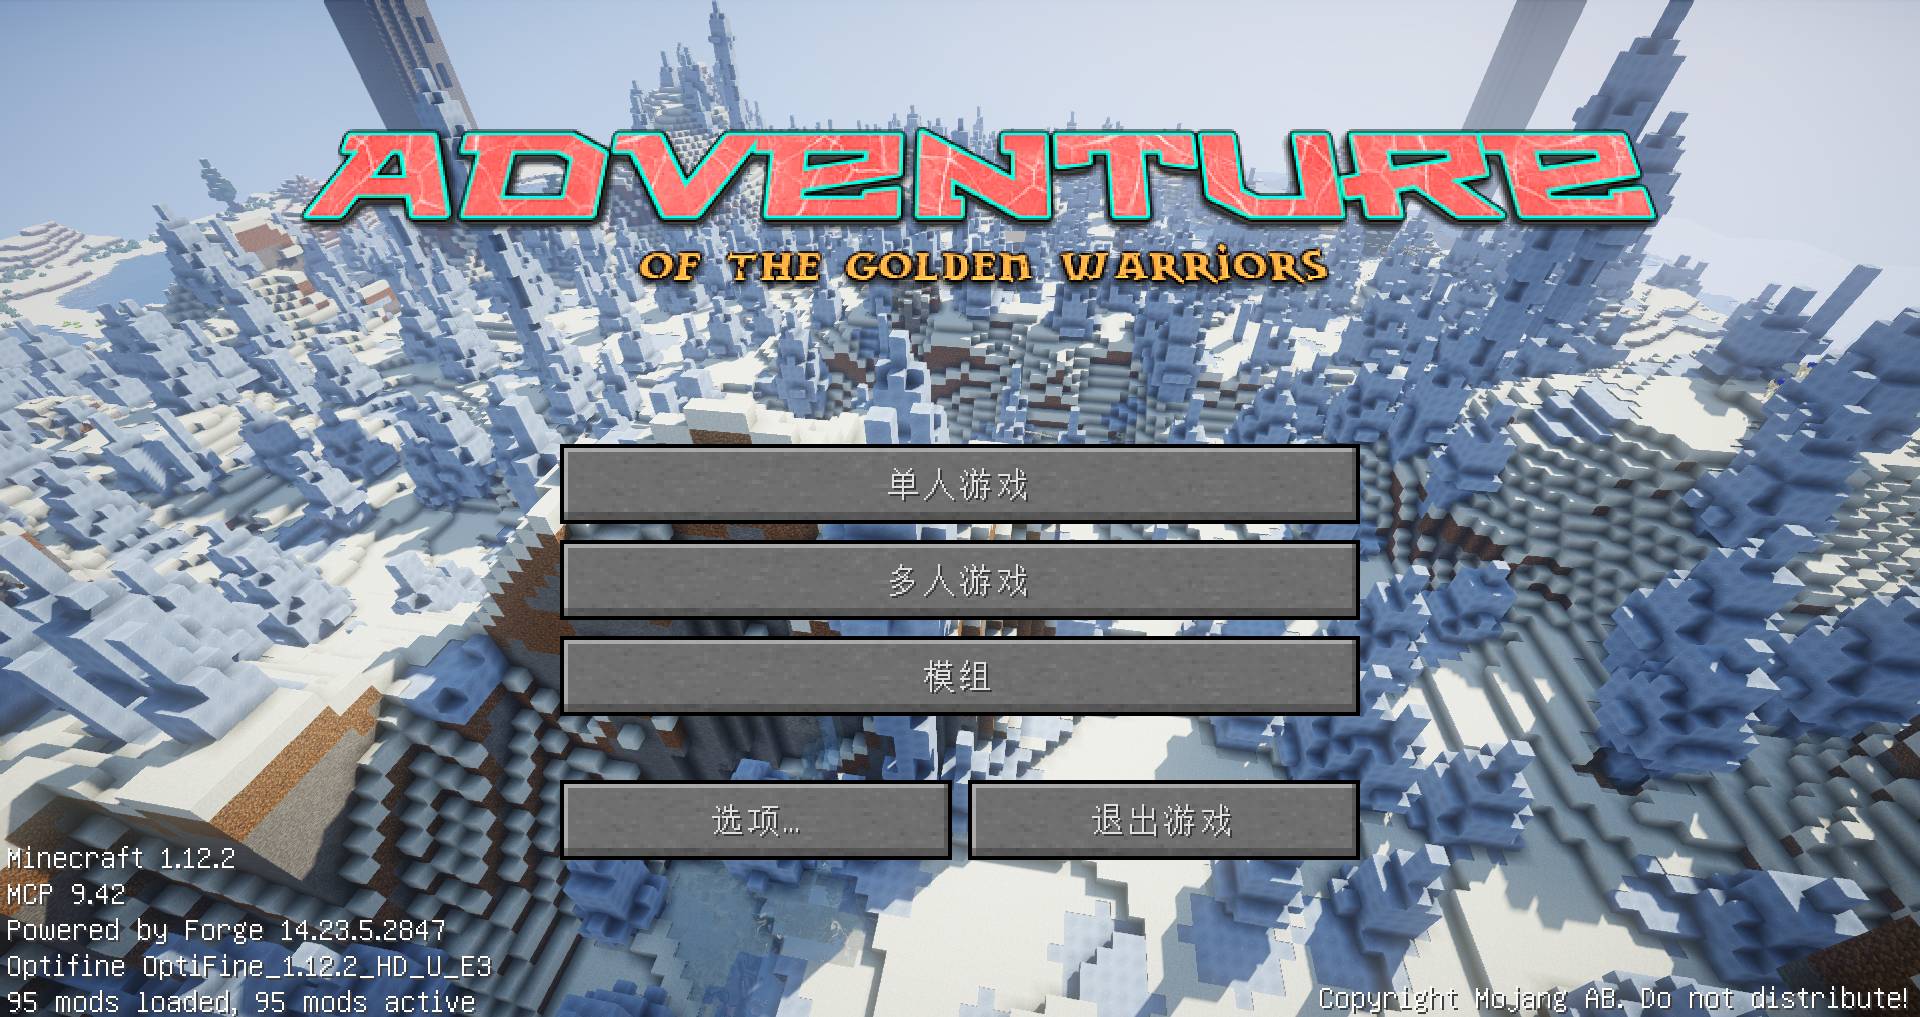 ADVENTURE
OF THE GOLDEN WARRIORS
单人游戏
多人游戏
模组
选项...
退出游戏
Minecraft 1.12.2
MCP 9.42
Powered by Forge 14.23.5.2847
Optifine OptiFine_1.12.2_HD_U_E3
95 mods loaded, 95 mods active
Copyright Mojang AB. Do not distribute!